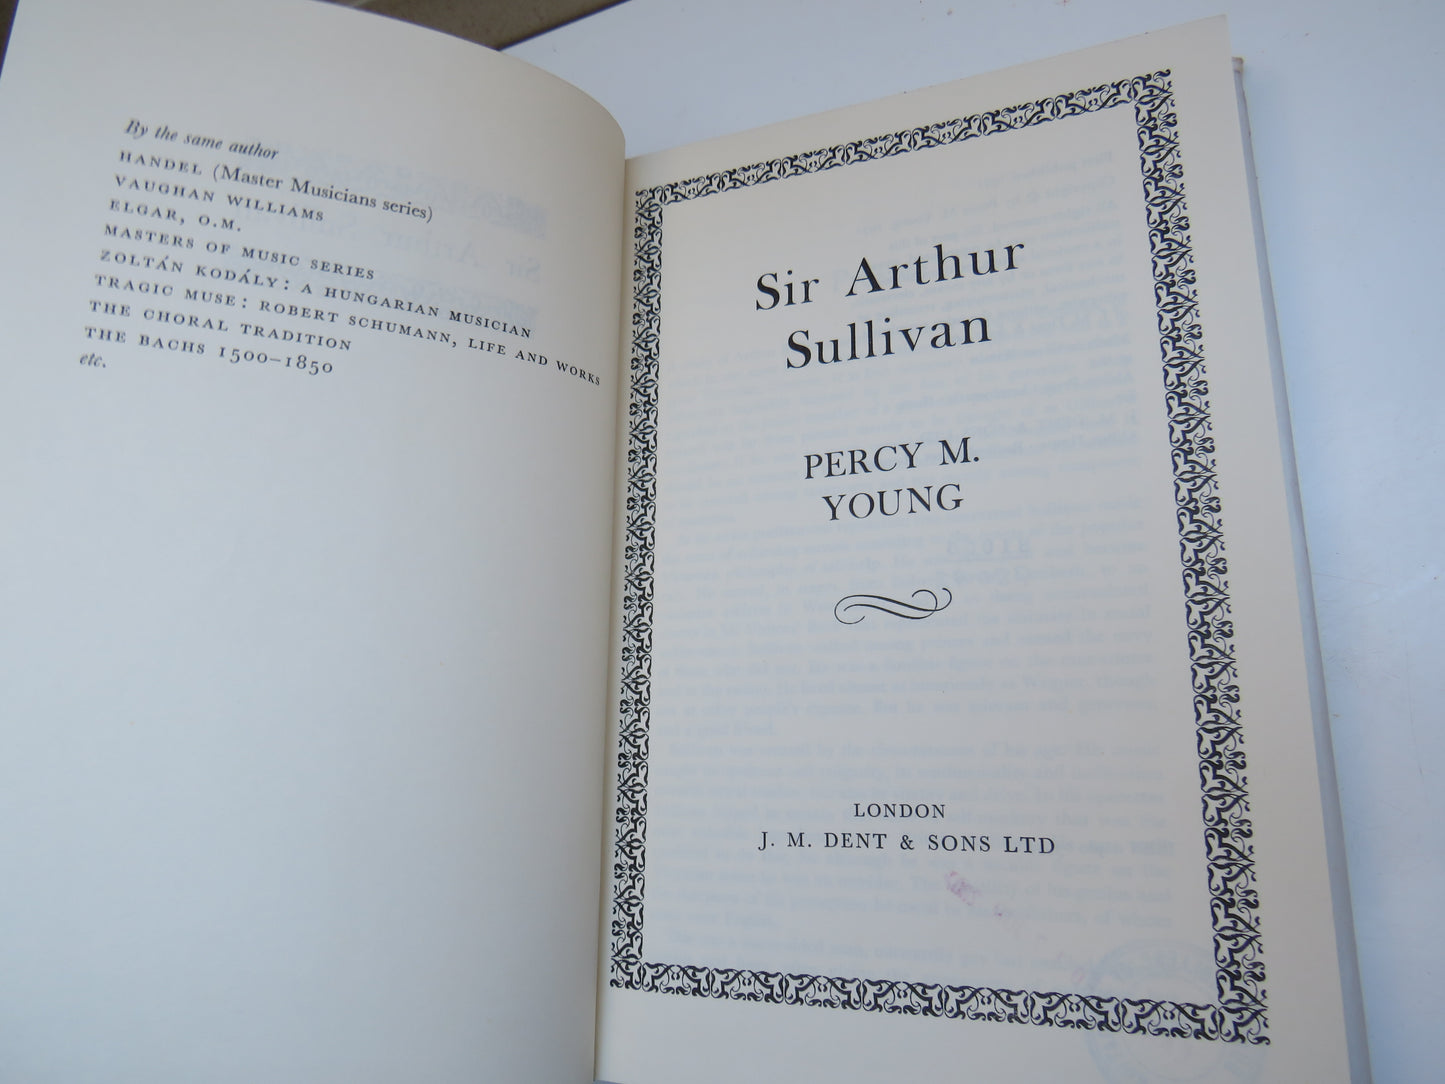 By the same author
HANDEL (Master Musicians series)
VAUGHAN WILLIAMS
ELGAR, O.M.
MASTERS OF MUSIC SERIES
ZOLTÁN KODÁLY: A HUNGARIAN MUSICIAN
TRAGIC MUSE: ROBERT SCHUMANN, LIFE AND WORKS
THE CHORAL TRADITION
THE BACHS 1500–1850
etc.
Sir Arthur
Sullivan
PERCY M.
YOUNG
LONDON
J. M. DENT & SONS LTD